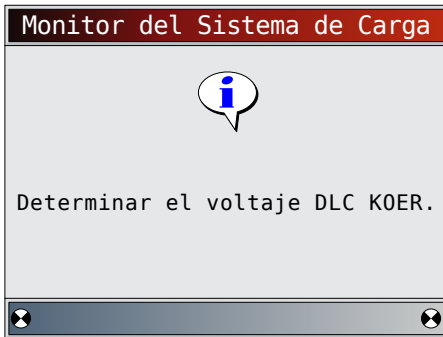 Monitor del Sistema de Carga
Determinar el voltaje DLC KOER.